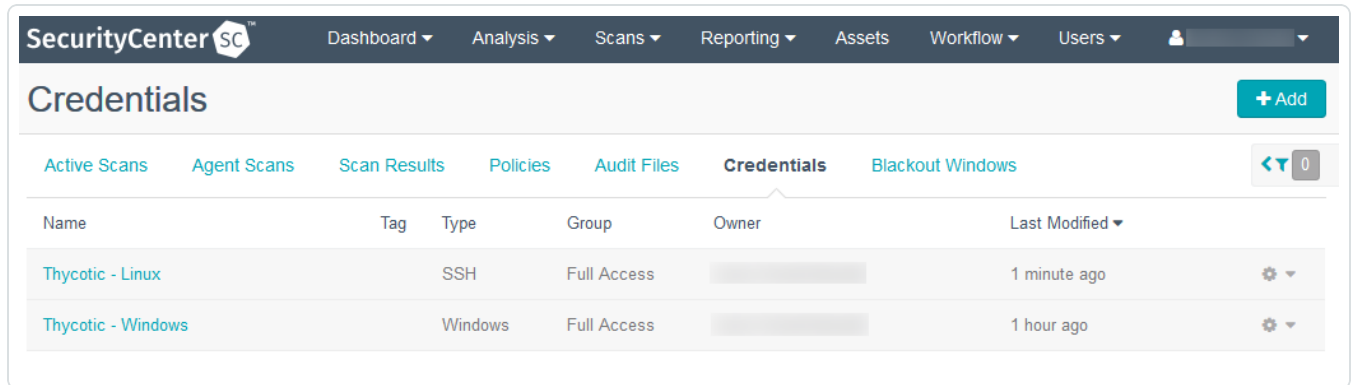 SecurityCenter SC™ Dashboard Analysis Scans Reporting Assets Workflow Users
Credentials
+ Add
Active Scans Agent Scans Scan Results Policies Audit Files Credentials Blackout Windows 0
Name Tag Type Group Owner Last Modified
Thycotic - Linux SSH Full Access 1 minute ago
Thycotic - Windows Windows Full Access 1 hour ago